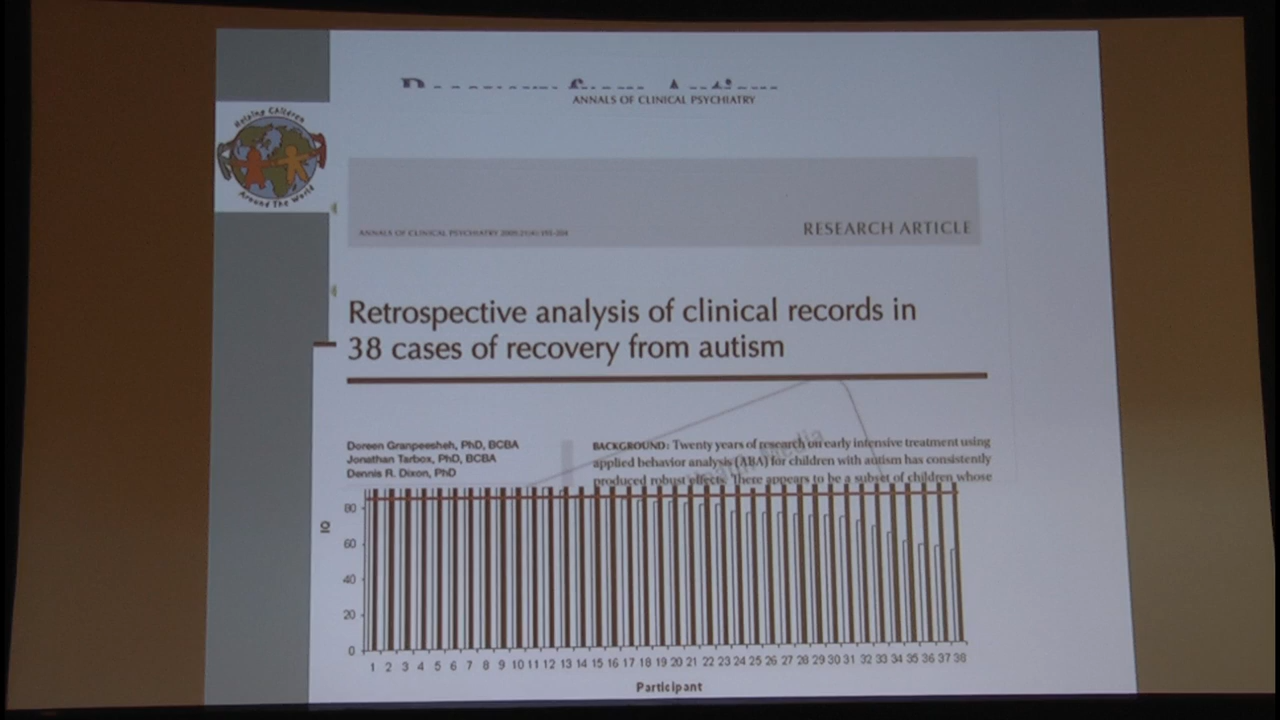 ANNALS OF CLINICAL PSYCHIATRY
Helping Children
Around The World
ANNALS OF CLINICAL PSYCHIATRY
RESEARCH ARTICLE
Retrospective analysis of clinical records in
38 cases of recovery from autism
Doreen Granpeesheh, PhD, BCBA
Jonathan Tarbox, PhD, BCBA
Dennis R. Dixon, PhD
BACKGROUND: Twenty years of research on early intensive treatment using
applied behavior analysis (ABA) for children with autism has consistently
produced robust effects. There appears to be a subset of children whose
IQ
80
60
40
20
0
1 2 3 4 5 6 7 8 9 10 11 12 13 14 15 16 17 18 19 20 21 22 23 24 25 26 27 28 29 30 31 32 33 34 35 36 37 38
Participant